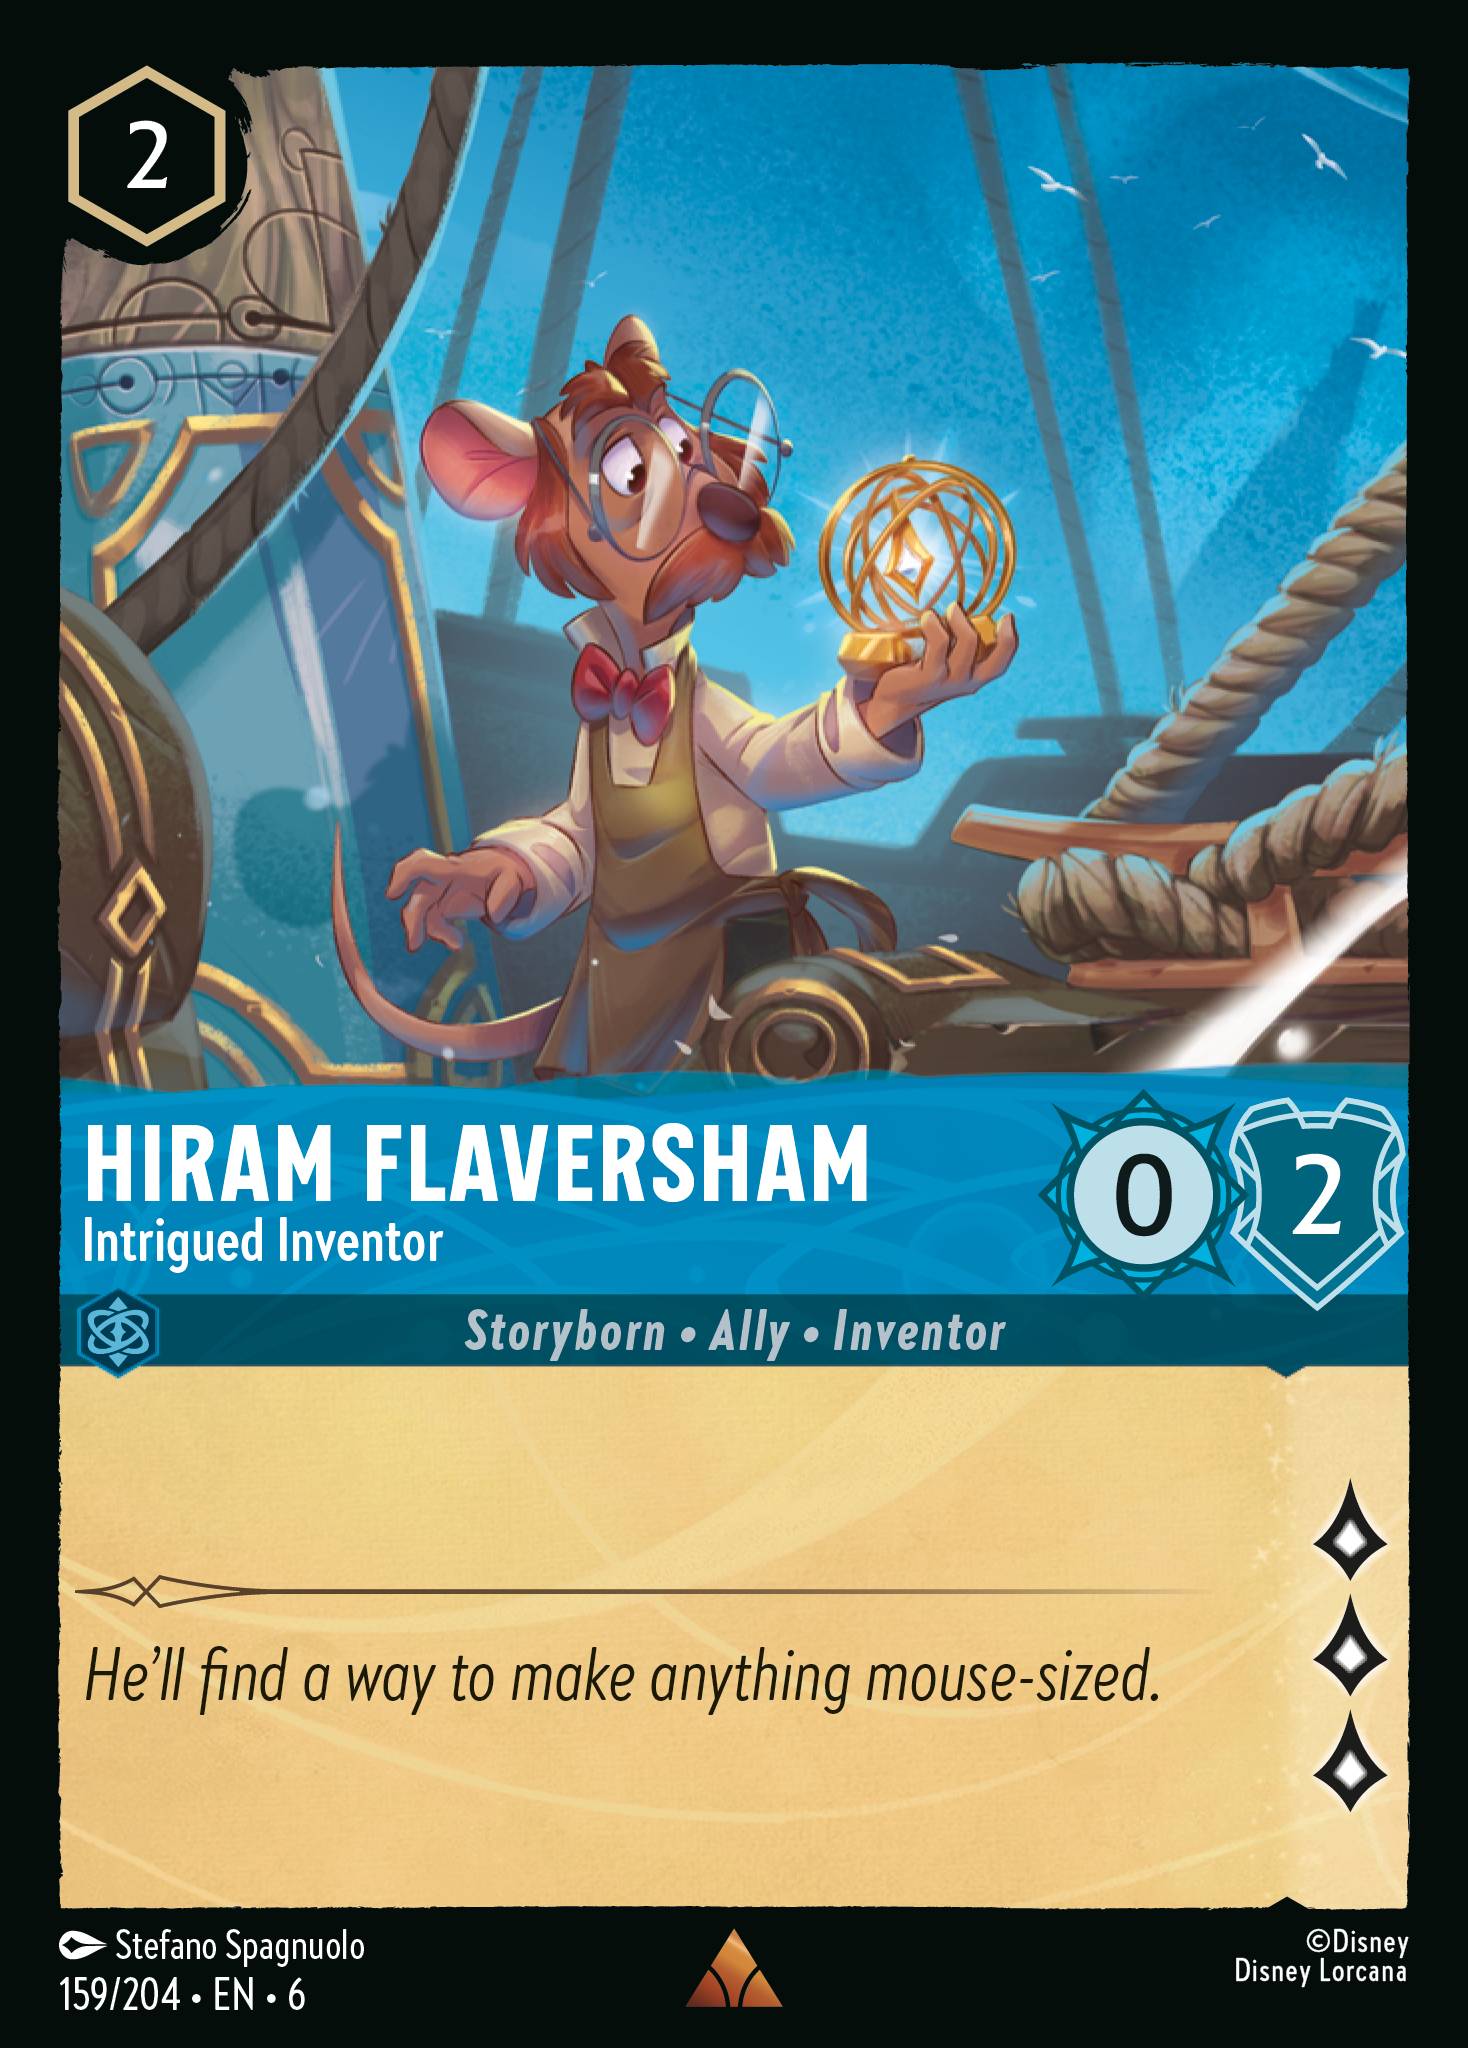 2
HIRAM FLAVERSHAM
Intrigued Inventor
0
2
Storyborn • Ally • Inventor
He'll find a way to make anything mouse-sized.
Stefano Spagnuolo
159/204 • EN • 6
©Disney
Disney Lorcana